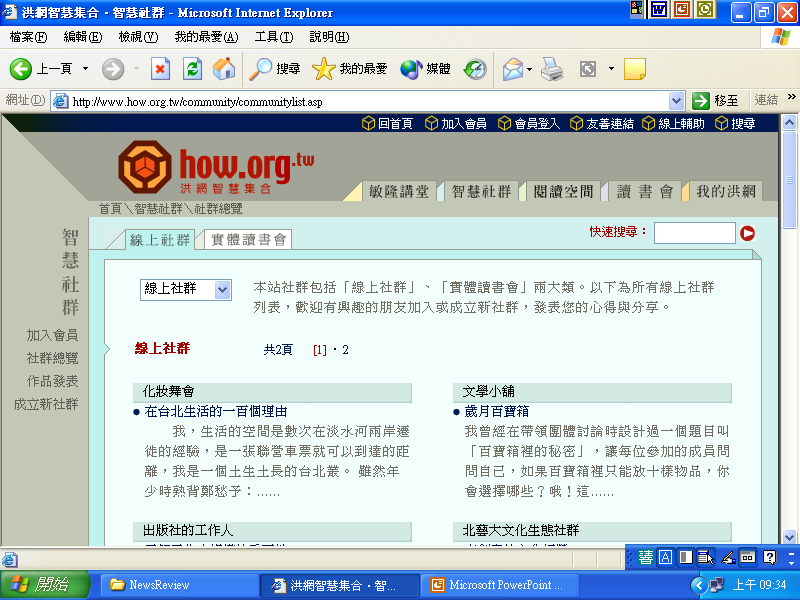 洪網智慧集合‧智慧社群 - Microsoft Internet Explorer
檔案(F) 編輯(E) 檢視(V) 我的最愛(A) 工具(T) 說明(H)
上一頁 搜尋 我的最愛 媒體
網址(D) http://www.how.org.tw/community/communitylist.asp 移至 連結 »
回首頁 加入會員 會員登入 友善連結 線上輔助 搜尋
how.org.tw
洪網智慧集合
敏隆講堂 智慧社群 閱讀空間 讀書會 我的洪網
首頁╲智慧社群╲社群總覽
智慧社群
加入會員
社群總覽
作品發表
成立新社群
線上社群 實體讀書會
快速搜尋：
線上社群
本站社群包括「線上社群」、「實體讀書會」兩大類。以下為所有線上社群
列表，歡迎有興趣的朋友加入或成立新社群，發表您的心得與分享。
線上社群 共2頁 [1]‧2
化妝舞會
在台北生活的一百個理由
我，生活的空間是數次在淡水河兩岸遷
徙的經驗，是一張聯營車票就可以到達的距
離，我是一個土生土長的台北叢。 雖然年
少時熟背鄭愁予：......
文學小舖
歲月百寶箱
我曾經在帶領團體討論時設計過一個題目叫
「百寶箱裡的秘密」，讓每位參加的成員問
問自己，如果百寶箱裡只能放十樣物品，你
會選擇哪些？哦！這......
出版社的工作人
北藝大文化生態社群
開始 NewsReview 洪網智慧集合‧智... Microsoft PowerPoint ... 上午 09:34